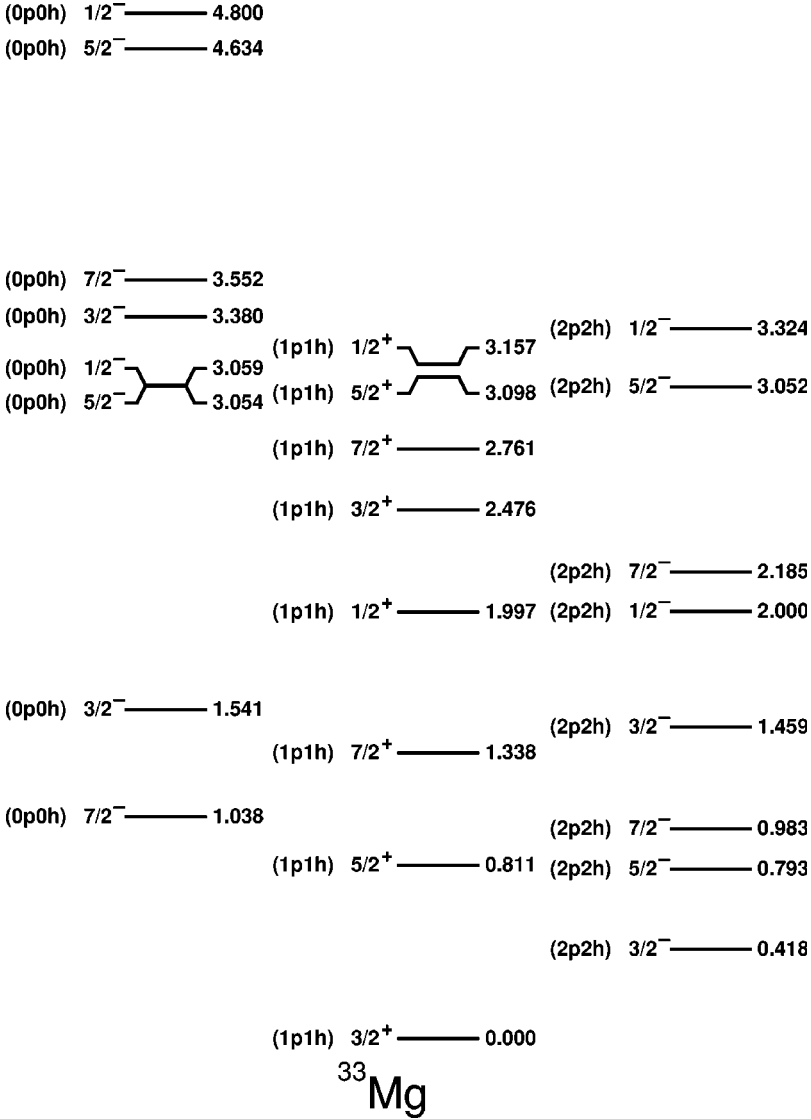 (0p0h) 1/2⁻ 4.800
(0p0h) 5/2⁻ 4.634
(0p0h) 7/2⁻ 3.552
(0p0h) 3/2⁻ 3.380
(0p0h) 1/2⁻ 3.059
(0p0h) 5/2⁻ 3.054
(0p0h) 3/2⁻ 1.541
(0p0h) 7/2⁻ 1.038
(1p1h) 1/2⁺ 3.157
(1p1h) 5/2⁺ 3.098
(1p1h) 7/2⁺ 2.761
(1p1h) 3/2⁺ 2.476
(1p1h) 1/2⁺ 1.997
(1p1h) 7/2⁺ 1.338
(1p1h) 5/2⁺ 0.811
(1p1h) 3/2⁺ 0.000
(2p2h) 1/2⁻ 3.324
(2p2h) 5/2⁻ 3.052
(2p2h) 7/2⁻ 2.185
(2p2h) 1/2⁻ 2.000
(2p2h) 3/2⁻ 1.459
(2p2h) 7/2⁻ 0.983
(2p2h) 5/2⁻ 0.793
(2p2h) 3/2⁻ 0.418
³³Mg